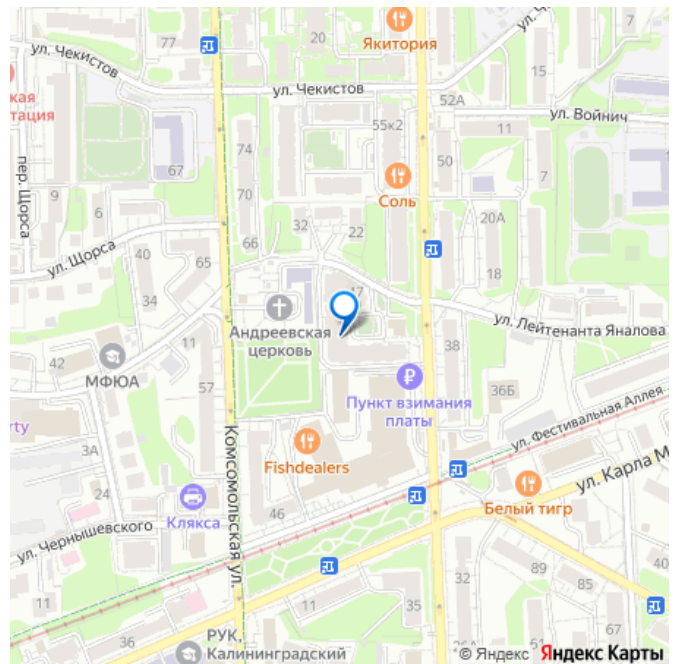 77
20
Якитория
ул. Чекистов
ул. Чекистов
15
52А
ул. Войнич
55к2
11
кая
тация
67
74
50
7
9
пер. Щорса
70
Соль
6
32
22
20А
66
ул. Щорса
40
65
18
17
34
ул. Лейтенанта Яналова
Андреевская
церковь
38
42
МФЮА
57
36Б
Пункт взимания
платы
ул. Фестивальная Аллея
rty
3А
Комсомольская ул.
Fishdealers
ул. Карла М
24
Белый тигр
Клякса
46
ул. Чернышевского
11
32
89
85
11
35
36
РУК,
Калининградский
26А
11
© Яндекс Яндекс Карты